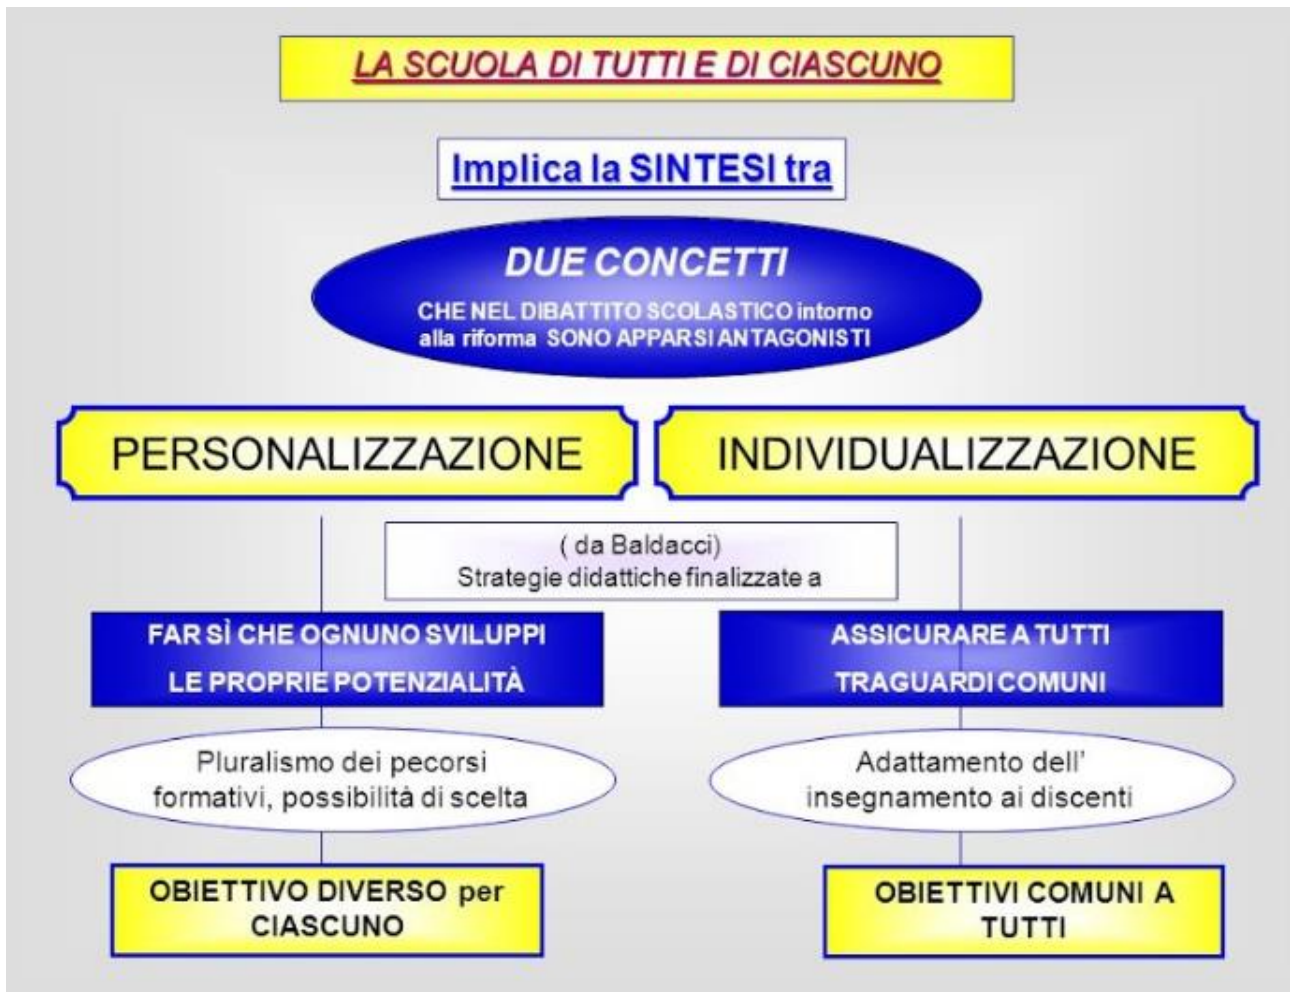 LA SCUOLA DI TUTTI E DI CIASCUNO
Implica la SINTESI tra
DUE CONCETTI
CHE NEL DIBATTITO SCOLASTICO intorno
alla riforma SONO APPARSI ANTAGONISTI
PERSONALIZZAZIONE
INDIVIDUALIZZAZIONE
( da Baldacci)
Strategie didattiche finalizzate a
FAR SÌ CHE OGNUNO SVILUPPI
LE PROPRIE POTENZIALITÀ
ASSICURARE A TUTTI
TRAGUARDI COMUNI
Pluralismo dei pecorsi
formativi, possibilità di scelta
Adattamento dell'
insegnamento ai discenti
OBIETTIVO DIVERSO per
CIASCUNO
OBIETTIVI COMUNI A
TUTTI